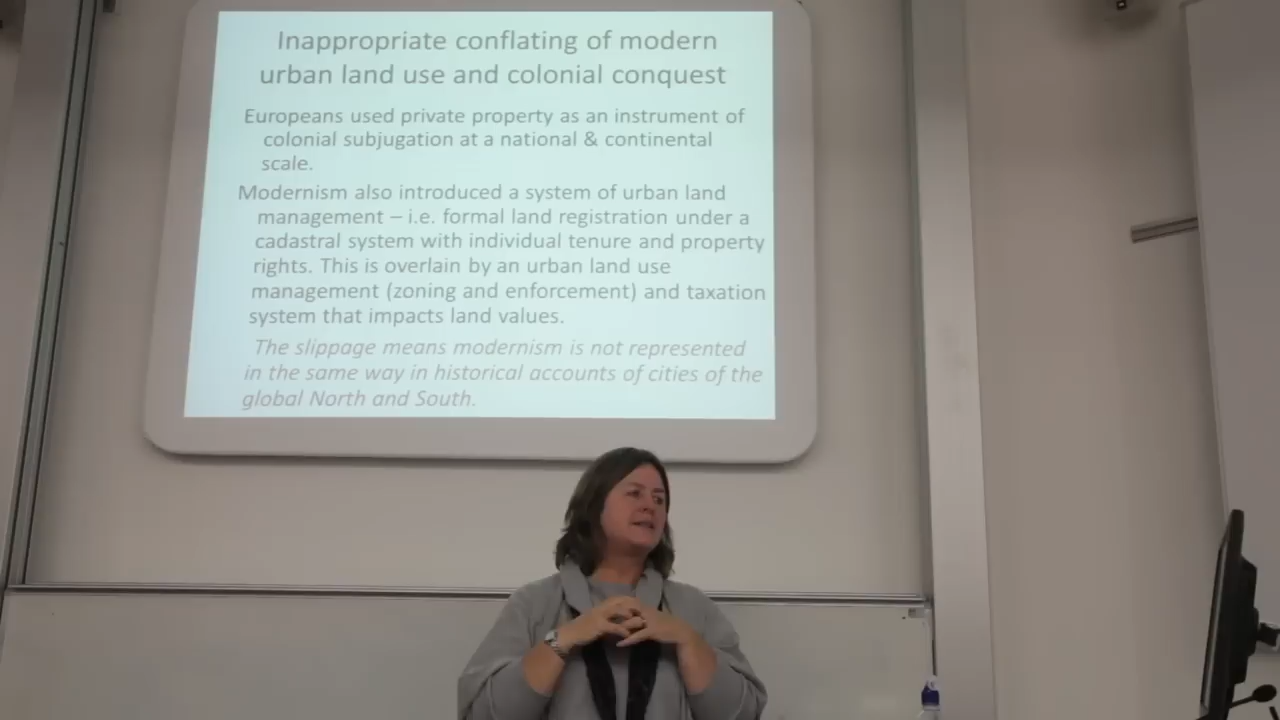 Inappropriate conflating of modern
urban land use and colonial conquest
Europeans used private property as an instrument of
colonial subjugation at a national & continental
scale.
Modernism also introduced a system of urban land
management – i.e. formal land registration under a
cadastral system with individual tenure and property
rights. This is overlain by an urban land use
management (zoning and enforcement) and taxation
system that impacts land values.
The slippage means modernism is not represented
in the same way in historical accounts of cities of the
global North and South.